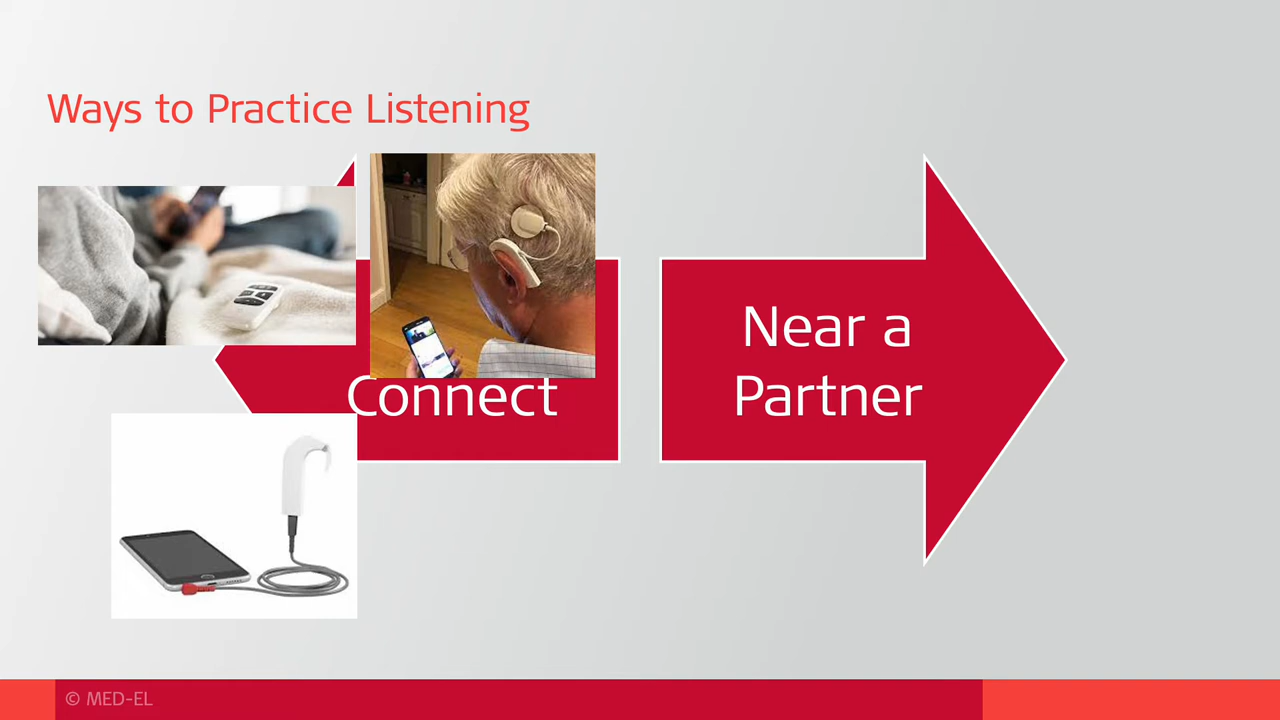 Ways to Practice Listening
Connect
Near a
Partner
© MED-EL